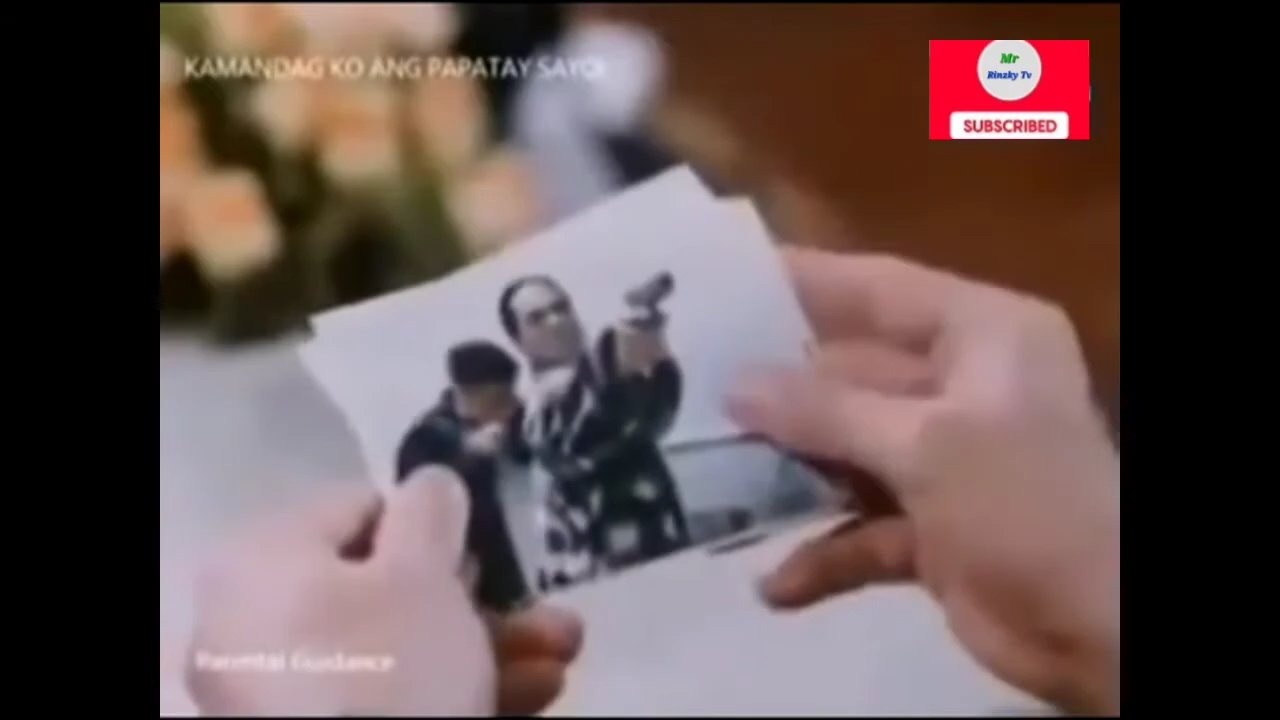 KAMANDAG KO ANG PAPATAY SAYO!
Mr
Rinzky Tv
SUBSCRIBED
Parental Guidance